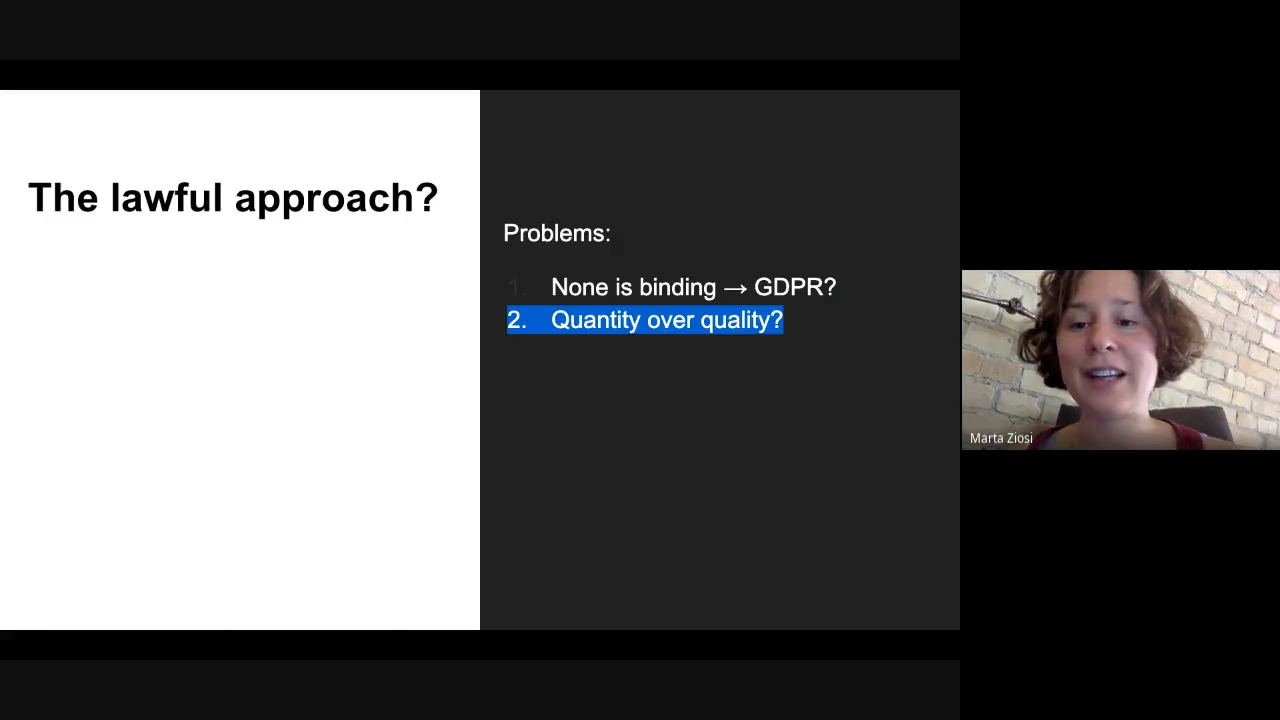 The lawful approach?
Problems:
1. None is binding → GDPR?
2. Quantity over quality?
Marta Ziosi